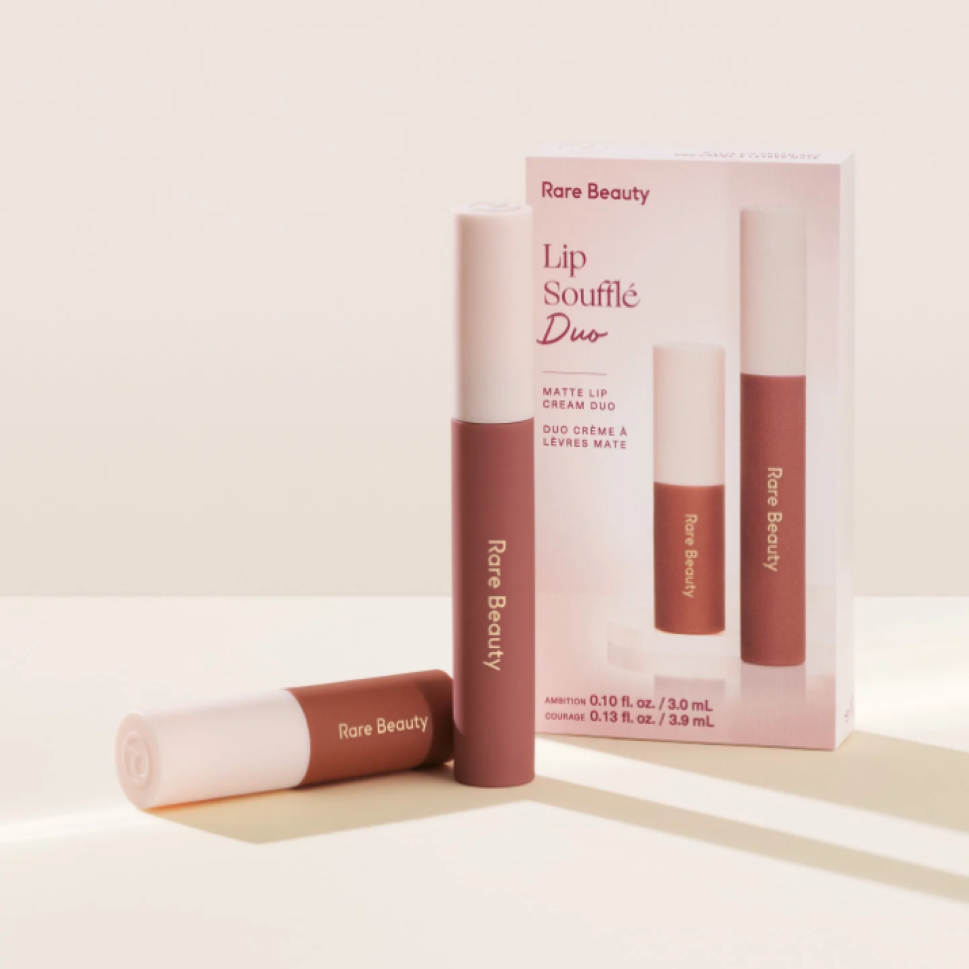 Rare Beauty
Lip
Soufflé
Duo
MATTE LIP
CREAM DUO
DUO CRÈME À
LÈVRES MATE
Rare Beauty
Rare Beauty
AMBITION 0.10 fl. oz. / 3.0 mL
COURAGE 0.13 fl. oz. / 3.9 mL
Rare Beauty
Rare Beauty